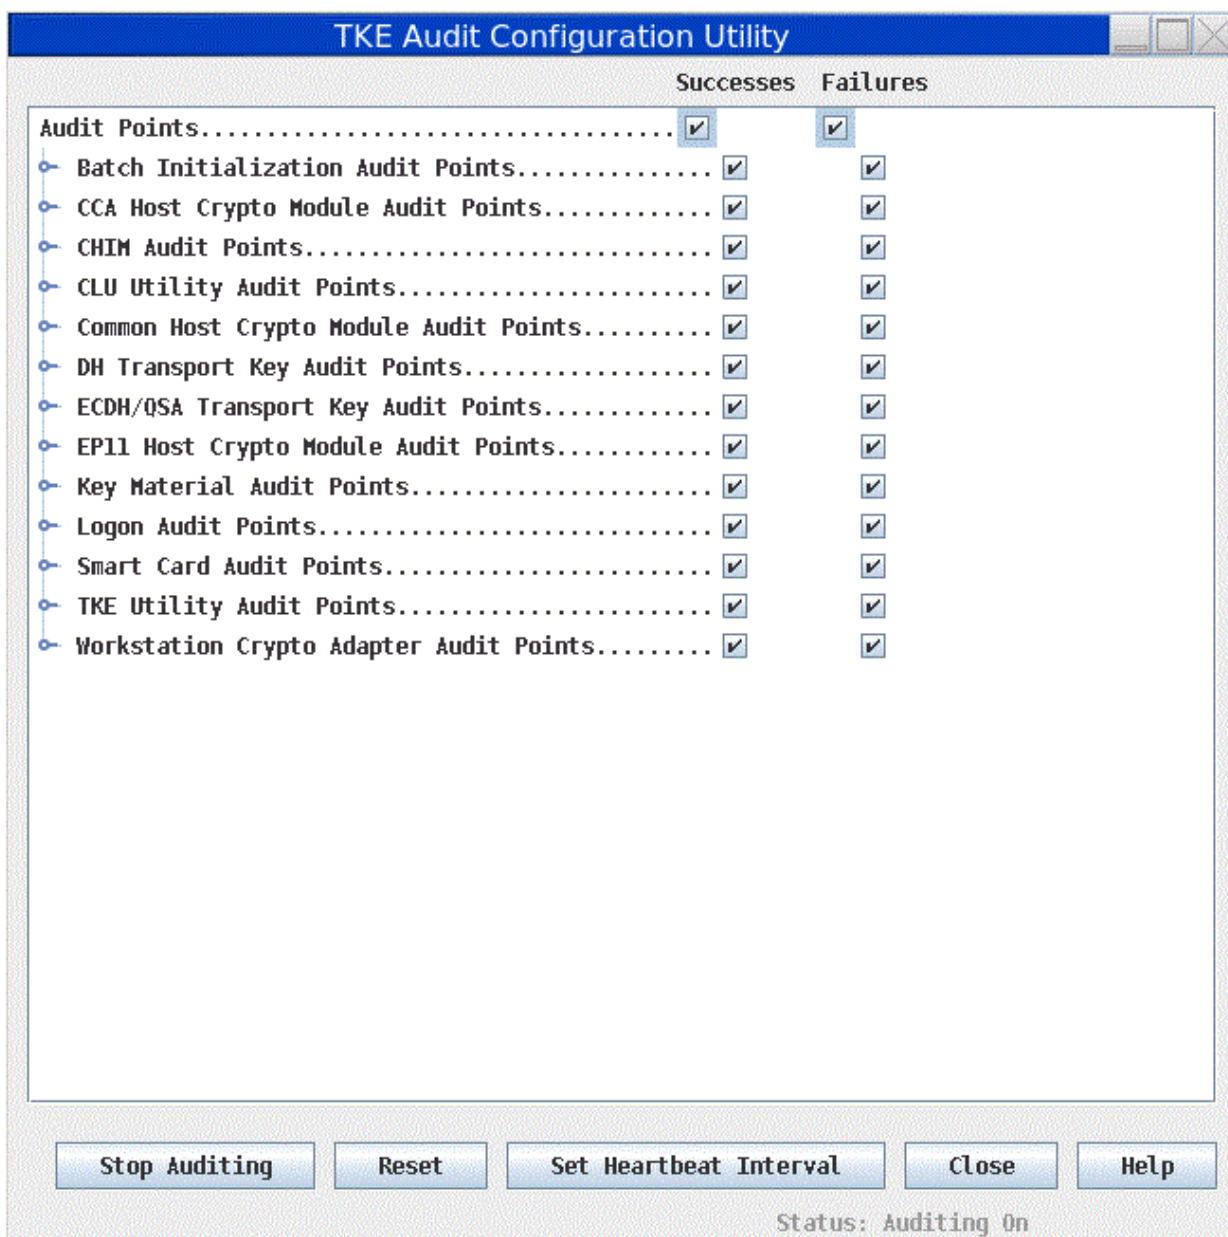 TKE Audit Configuration Utility
Successes Failures
Audit Points....................................
Batch Initialization Audit Points...............
CCA Host Crypto Module Audit Points.............
CHIM Audit Points...............................
CLU Utility Audit Points........................
Common Host Crypto Module Audit Points..........
DH Transport Key Audit Points...................
ECDH/QSA Transport Key Audit Points.............
EP11 Host Crypto Module Audit Points............
Key Material Audit Points.......................
Logon Audit Points..............................
Smart Card Audit Points.........................
TKE Utility Audit Points........................
Workstation Crypto Adapter Audit Points.........
Stop Auditing Reset Set Heartbeat Interval Close Help
Status: Auditing On